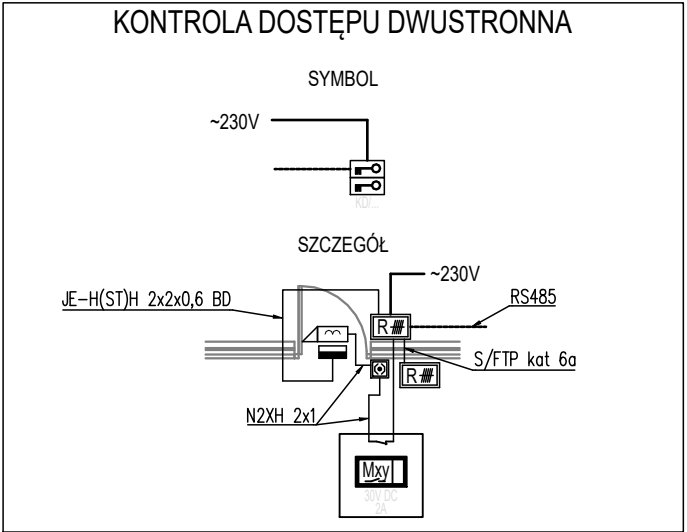 KONTROLA DOSTĘPU DWUSTRONNA
SYMBOL
~230V
KD/...
SZCZEGÓŁ
~230V
JE-H(ST)H 2x2x0,6 BD
RS485
R
S/FTP kat 6a
R
N2XH 2x1
Mxy
30V DC
2A